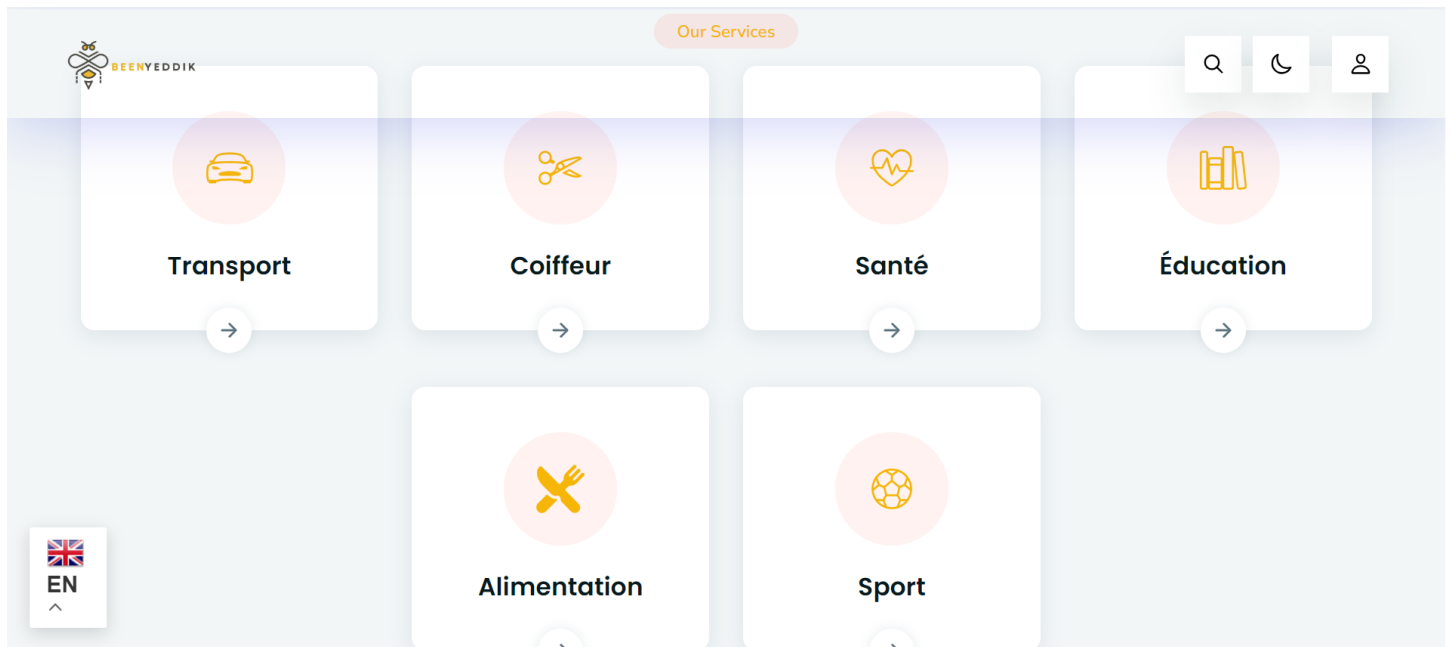 Our Services
BEENYEDDIK
Transport
Coiffeur
Santé
Éducation
Alimentation
Sport
EN